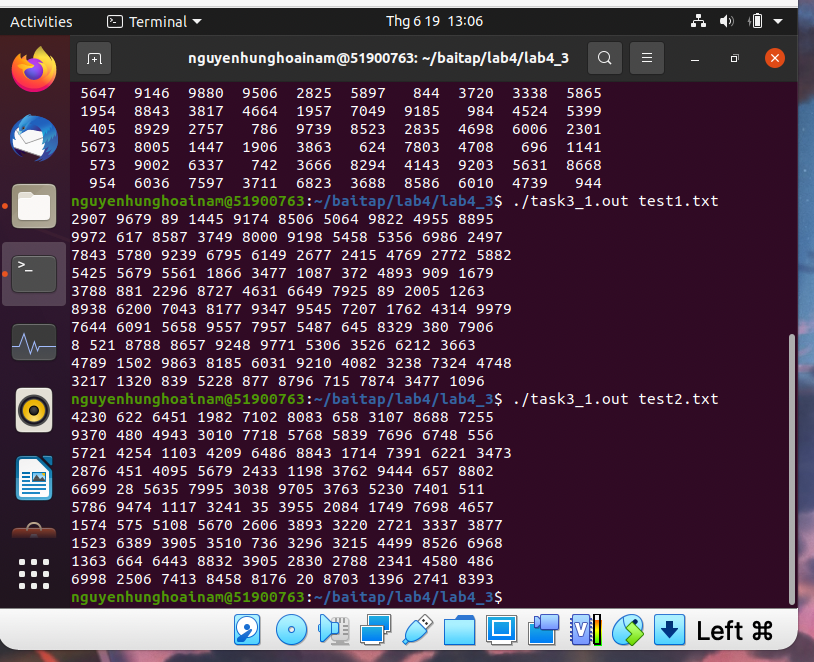 Activities Terminal Thg 6 19 13:06
nguyenhunghoainam@51900763: ~/baitap/lab4/lab4_3
5647 9146 9880 9506 2825 5897 844 3720 3338 5865
1954 8843 3817 4664 1957 7049 9185 984 4524 5399
405 8929 2757 786 9739 8523 2835 4698 6006 2301
5673 8005 1447 1906 3863 624 7803 4708 696 1141
573 9002 6337 742 3666 8294 4143 9203 5631 8668
954 6036 7597 3711 6823 3688 8586 6010 4739 944
nguyenhunghoainam@51900763:~/baitap/lab4/lab4_3$ ./task3_1.out test1.txt
2907 9679 89 1445 9174 8506 5064 9822 4955 8895
9972 617 8587 3749 8000 9198 5458 5356 6986 2497
7843 5780 9239 6795 6149 2677 2415 4769 2772 5882
5425 5679 5561 1866 3477 1087 372 4893 909 1679
3788 881 2296 8727 4631 6649 7925 89 2005 1263
8938 6200 7043 8177 9347 9545 7207 1762 4314 9979
7644 6091 5658 9557 7957 5487 645 8329 380 7906
8 521 8788 8657 9248 9771 5306 3526 6212 3663
4789 1502 9863 8185 6031 9210 4082 3238 7324 4748
3217 1320 839 5228 877 8796 715 7874 3477 1096
nguyenhunghoainam@51900763:~/baitap/lab4/lab4_3$ ./task3_1.out test2.txt
4230 622 6451 1982 7102 8083 658 3107 8688 7255
9370 480 4943 3010 7718 5768 5839 7696 6748 556
5721 4254 1103 4209 6486 8843 1714 7391 6221 3473
2876 451 4095 5679 2433 1198 3762 9444 657 8802
6699 28 5635 7995 3038 9705 3763 5230 7401 511
5786 9474 1117 3241 35 3955 2084 1749 7698 4657
1574 575 5108 5670 2606 3893 3220 2721 3337 3877
1523 6389 3905 3510 736 3296 3215 4499 8526 6968
1363 664 6443 8832 3905 2830 2788 2341 4580 486
6998 2506 7413 8458 8176 20 8703 1396 2741 8393
nguyenhunghoainam@51900763:~/baitap/lab4/lab4_3$
Left ⌘